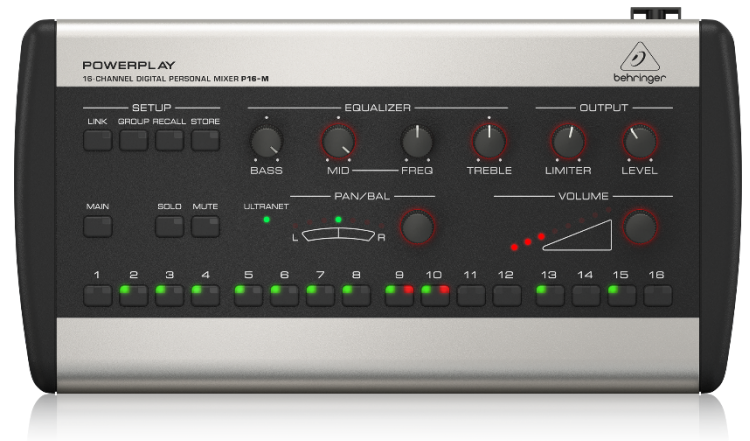 POWERPLAY
16-CHANNEL DIGITAL PERSONAL MIXER P16-M
behringer
SETUP EQUALIZER OUTPUT
LINK GROUP RECALL STORE
BASS MID FREQ TREBLE LIMITER LEVEL
PAN/BAL VOLUME
MAIN SOLO MUTE ULTRANET
L R
1 2 3 4 5 6 7 8 9 10 11 12 13 14 15 16